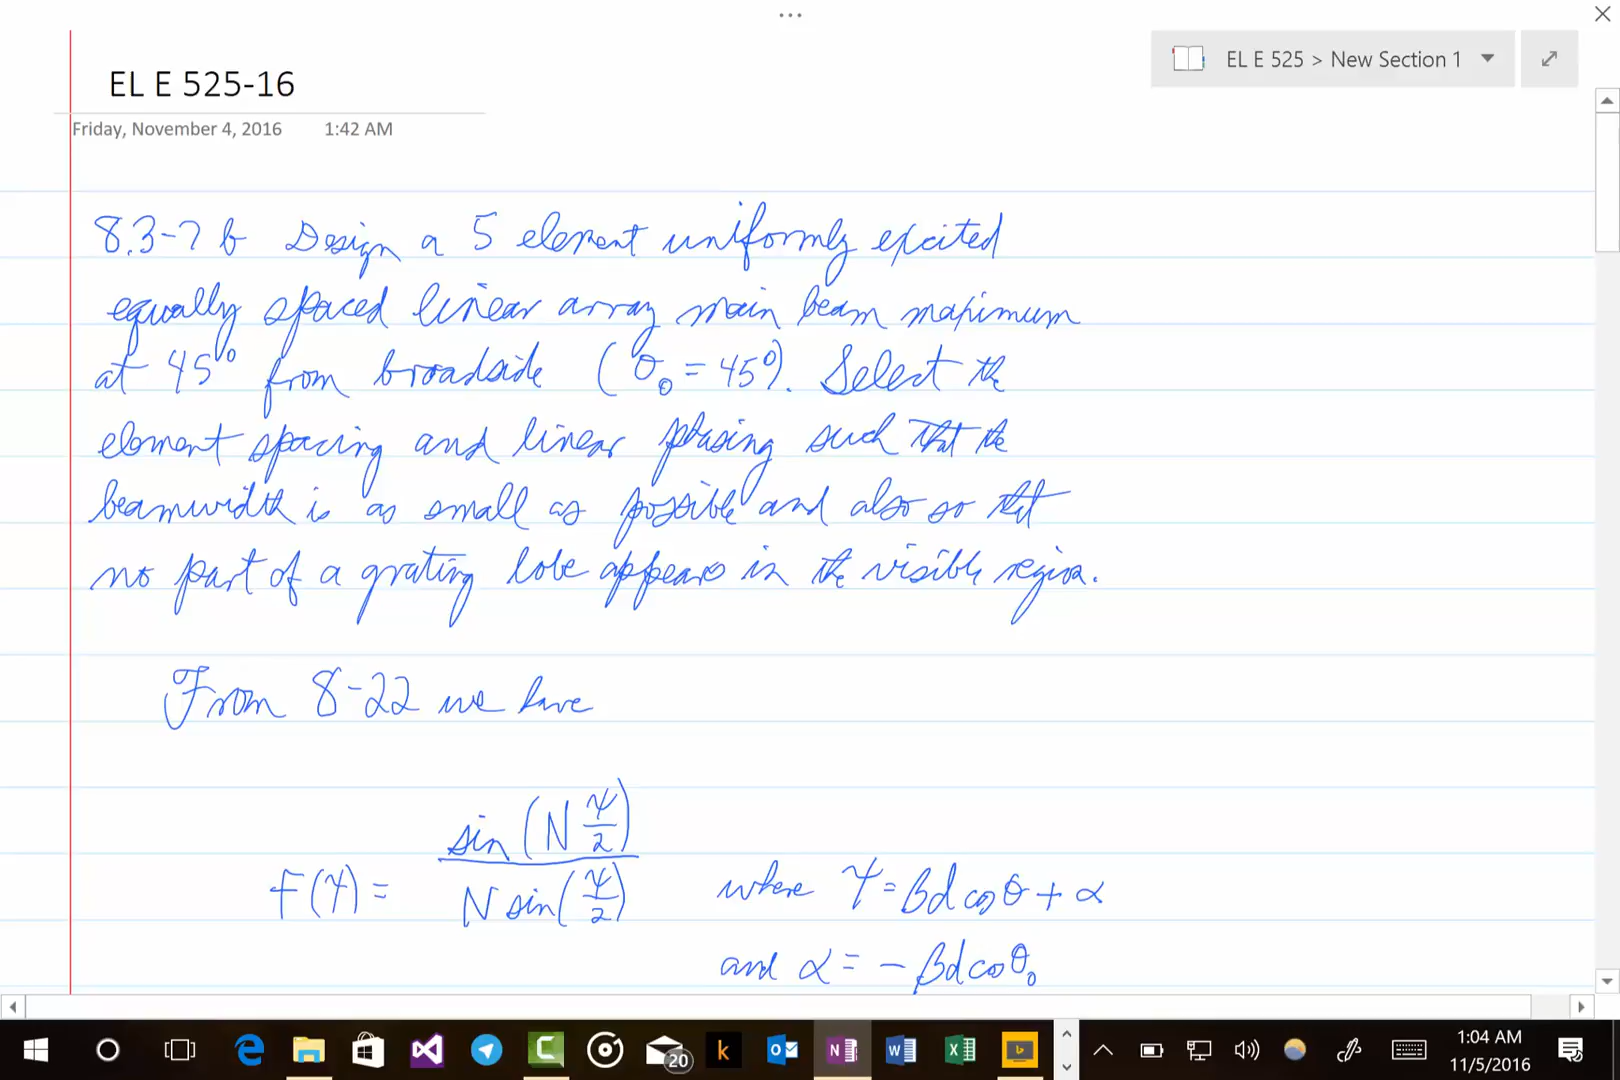 ...
EL E 525 > New Section 1
EL E 525-16
Friday, November 4, 2016 1:42 AM
8.3-7 b Design a 5 element uniformly excited
equally spaced linear array main beam maximum
at 45° from broadside (θ₀ = 45°). Select the
element spacing and linear phasing such that the
beamwidth is as small as possible and also so that
no part of a grating lobe appears in the visible region.
From 8-22 we have
f(ψ) = sin(N ψ/2) / N sin(ψ/2) where ψ = βd cosθ + α
and α = - βd cosθ₀
20
1:04 AM
11/5/2016